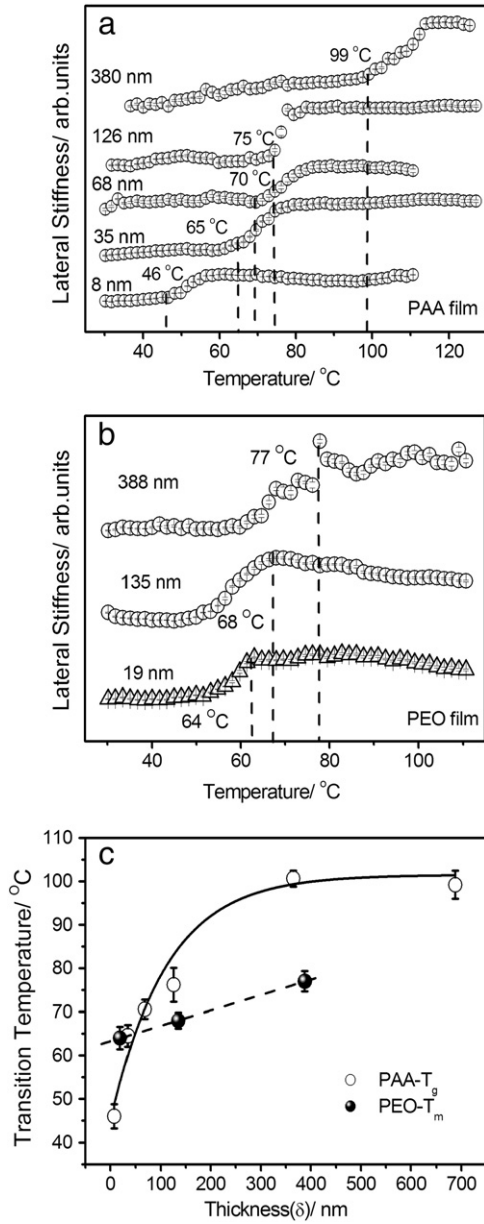 a
99 °C
380 nm
126 nm
75 °C
68 nm
70 °C
35 nm
65 °C
8 nm
46 °C
PAA film
Lateral Stiffness/ arb.units
40 60 80 100 120
Temperature/ °C
b
77 °C
388 nm
135 nm
68 °C
19 nm
64 °C
PEO film
Lateral Stiffness/ arb.units
40 60 80 100
Temperature/ °C
c
110
100
90
80
70
60
50
40
Transition Temperature/ °C
PAA-Tg
PEO-Tm
0 100 200 300 400 500 600 700
Thickness(δ)/ nm